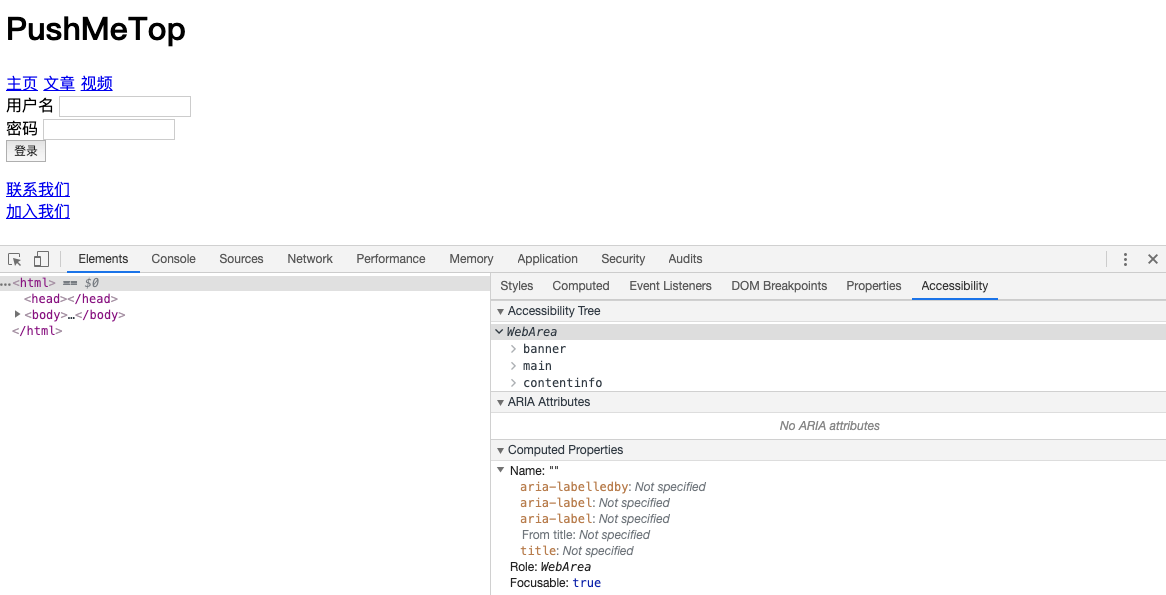 PushMeTop
主页 文章 视频
用户名
密码
登录
联系我们
加入我们
Elements Console Sources Network Performance Memory Application Security Audits
…<html> == $0
<head></head>
<body>…</body>
</html>
Styles Computed Event Listeners DOM Breakpoints Properties Accessibility
Accessibility Tree
WebArea
banner
main
contentinfo
ARIA Attributes
No ARIA attributes
Computed Properties
Name: ""
aria-labelledby: Not specified
aria-label: Not specified
aria-label: Not specified
From title: Not specified
title: Not specified
Role: WebArea
Focusable: true